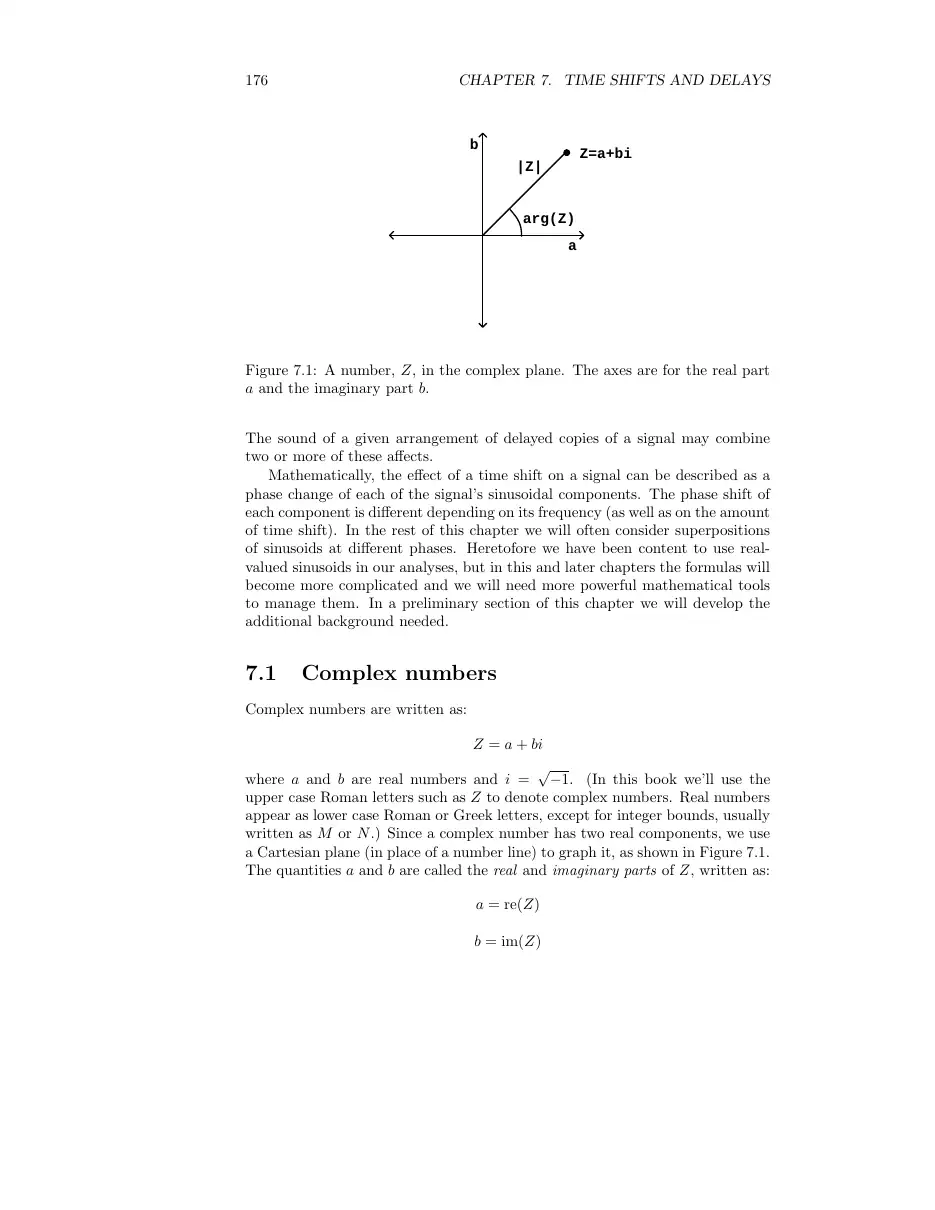 176 CHAPTER 7. TIME SHIFTS AND DELAYS
b
Z=a+bi
|Z|
arg(Z)
a
Figure 7.1: A number, Z, in the complex plane. The axes are for the real part
a and the imaginary part b.
The sound of a given arrangement of delayed copies of a signal may combine
two or more of these affects.
Mathematically, the effect of a time shift on a signal can be described as a
phase change of each of the signal's sinusoidal components. The phase shift of
each component is different depending on its frequency (as well as on the amount
of time shift). In the rest of this chapter we will often consider superpositions
of sinusoids at different phases. Heretofore we have been content to use real-
valued sinusoids in our analyses, but in this and later chapters the formulas will
become more complicated and we will need more powerful mathematical tools
to manage them. In a preliminary section of this chapter we will develop the
additional background needed.
7.1 Complex numbers
Complex numbers are written as:
Z = a + bi
where a and b are real numbers and i = √−1. (In this book we'll use the
upper case Roman letters such as Z to denote complex numbers. Real numbers
appear as lower case Roman or Greek letters, except for integer bounds, usually
written as M or N.) Since a complex number has two real components, we use
a Cartesian plane (in place of a number line) to graph it, as shown in Figure 7.1.
The quantities a and b are called the real and imaginary parts of Z, written as:
a = re(Z)
b = im(Z)